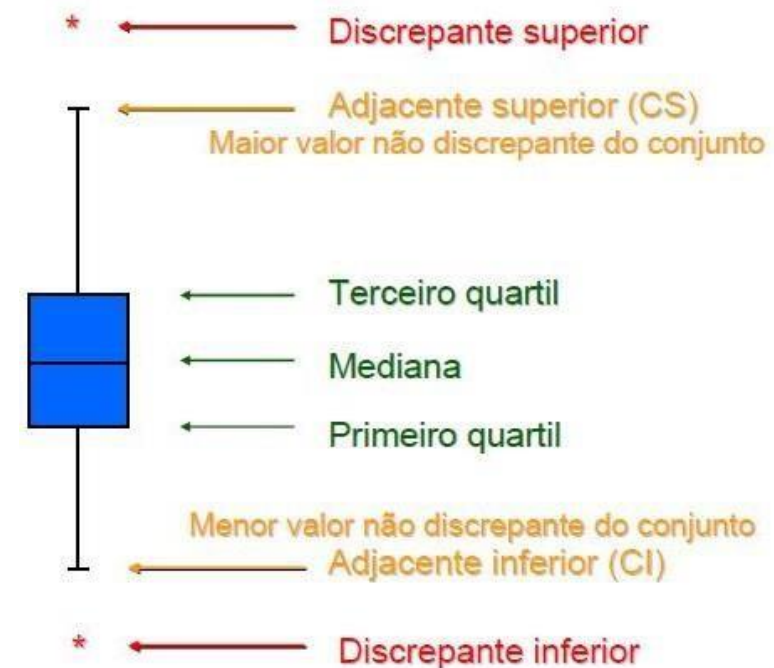 * Discrepante superior
Adjacente superior (CS)
Maior valor não discrepante do conjunto
Terceiro quartil
Mediana
Primeiro quartil
Menor valor não discrepante do conjunto
Adjacente inferior (CI)
* Discrepante inferior